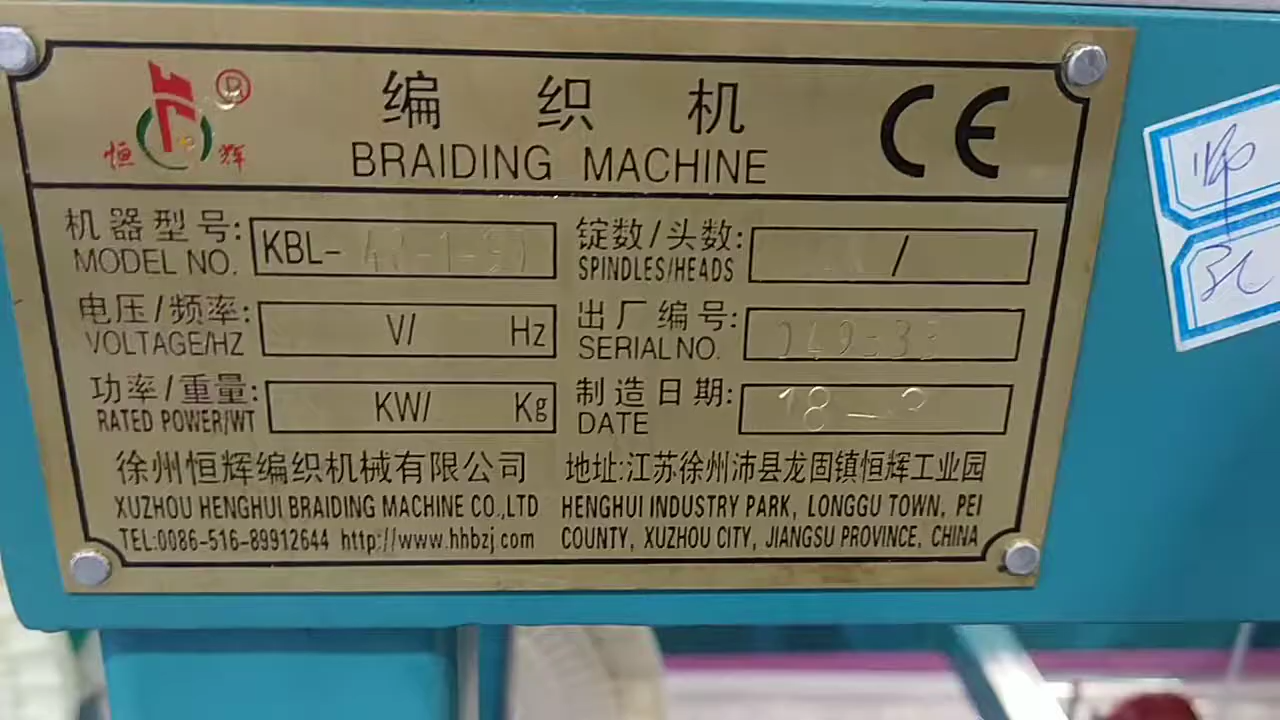 恒 辉 ®
编织机 CE
BRAIDING MACHINE
机器型号: KBL-
MODEL NO.
锭数/头数: /
SPINDLES/HEADS
电压/频率: V/ Hz
VOLTAGE/HZ
出厂编号:
SERIAL NO.
功率/重量: KW/ Kg
RATED POWER/WT
制造日期: 18-3
DATE
徐州恒辉编织机械有限公司
XUZHOU HENGHUI BRAIDING MACHINE CO.,LTD
TEL:0086-516-89912644 http://www.hhbzj.com
地址:江苏徐州沛县龙固镇恒辉工业园
HENGHUI INDUSTRY PARK, LONGGU TOWN, PEI
COUNTY, XUZHOU CITY, JIANGSU PROVINCE, CHINA